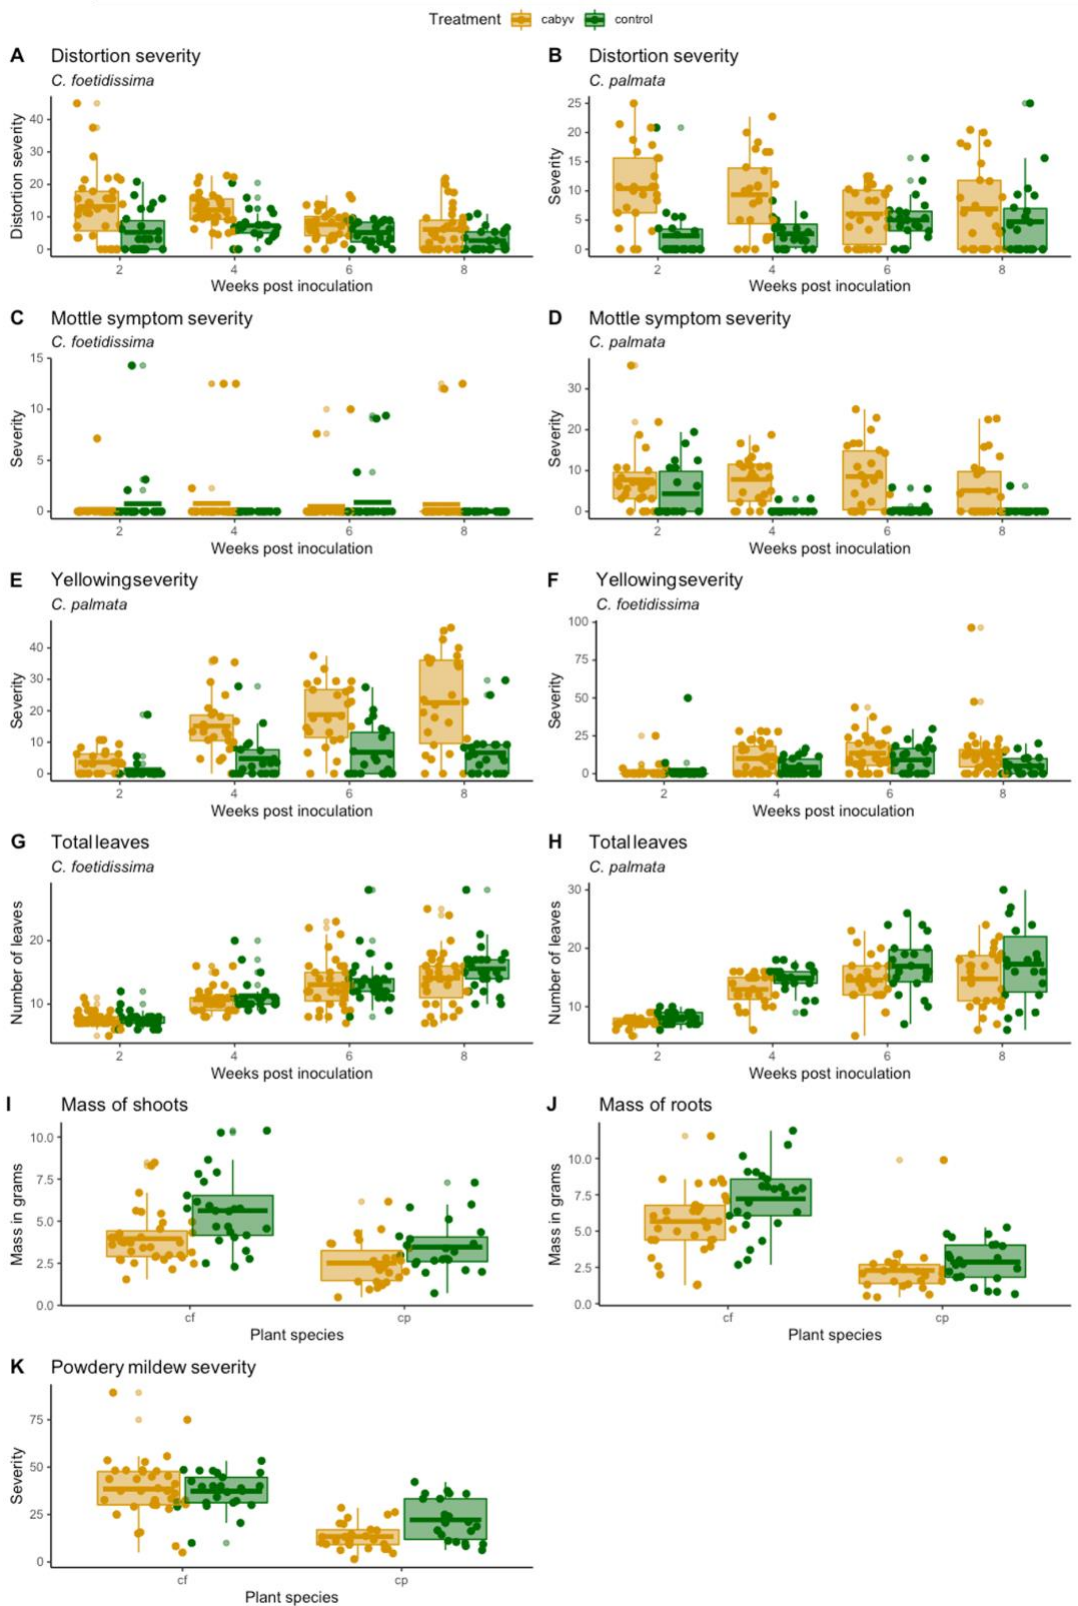 Treatment cabyv control
A Distortion severity
C. foetidissima
Distortion severity
40
30
20
10
0
2 4 6 8
Weeks post inoculation
B Distortion severity
C. palmata
Severity
25
20
15
10
5
0
2 4 6 8
Weeks post inoculation
C Mottle symptom severity
C. foetidissima
Severity
15
10
5
0
2 4 6 8
Weeks post inoculation
D Mottle symptom severity
C. palmata
Severity
30
20
10
0
2 4 6 8
Weeks post inoculation
E Yellowingseverity
C. palmata
Severity
40
30
20
10
0
2 4 6 8
Weeks post inoculation
F Yellowingseverity
C. foetidissima
Severity
100
75
50
25
0
2 4 6 8
Weeks post inoculation
G Total leaves
C. foetidissima
Number of leaves
20
10
2 4 6 8
Weeks post inoculation
H Total leaves
C. palmata
Number of leaves
30
20
10
2 4 6 8
Weeks post inoculation
I Mass of shoots
Mass in grams
10.0
7.5
5.0
2.5
0.0
cf cp
Plant species
J Mass of roots
Mass in grams
10.0
7.5
5.0
2.5
0.0
cf cp
Plant species
K Powdery mildew severity
Severity
75
50
25
0
cf cp
Plant species